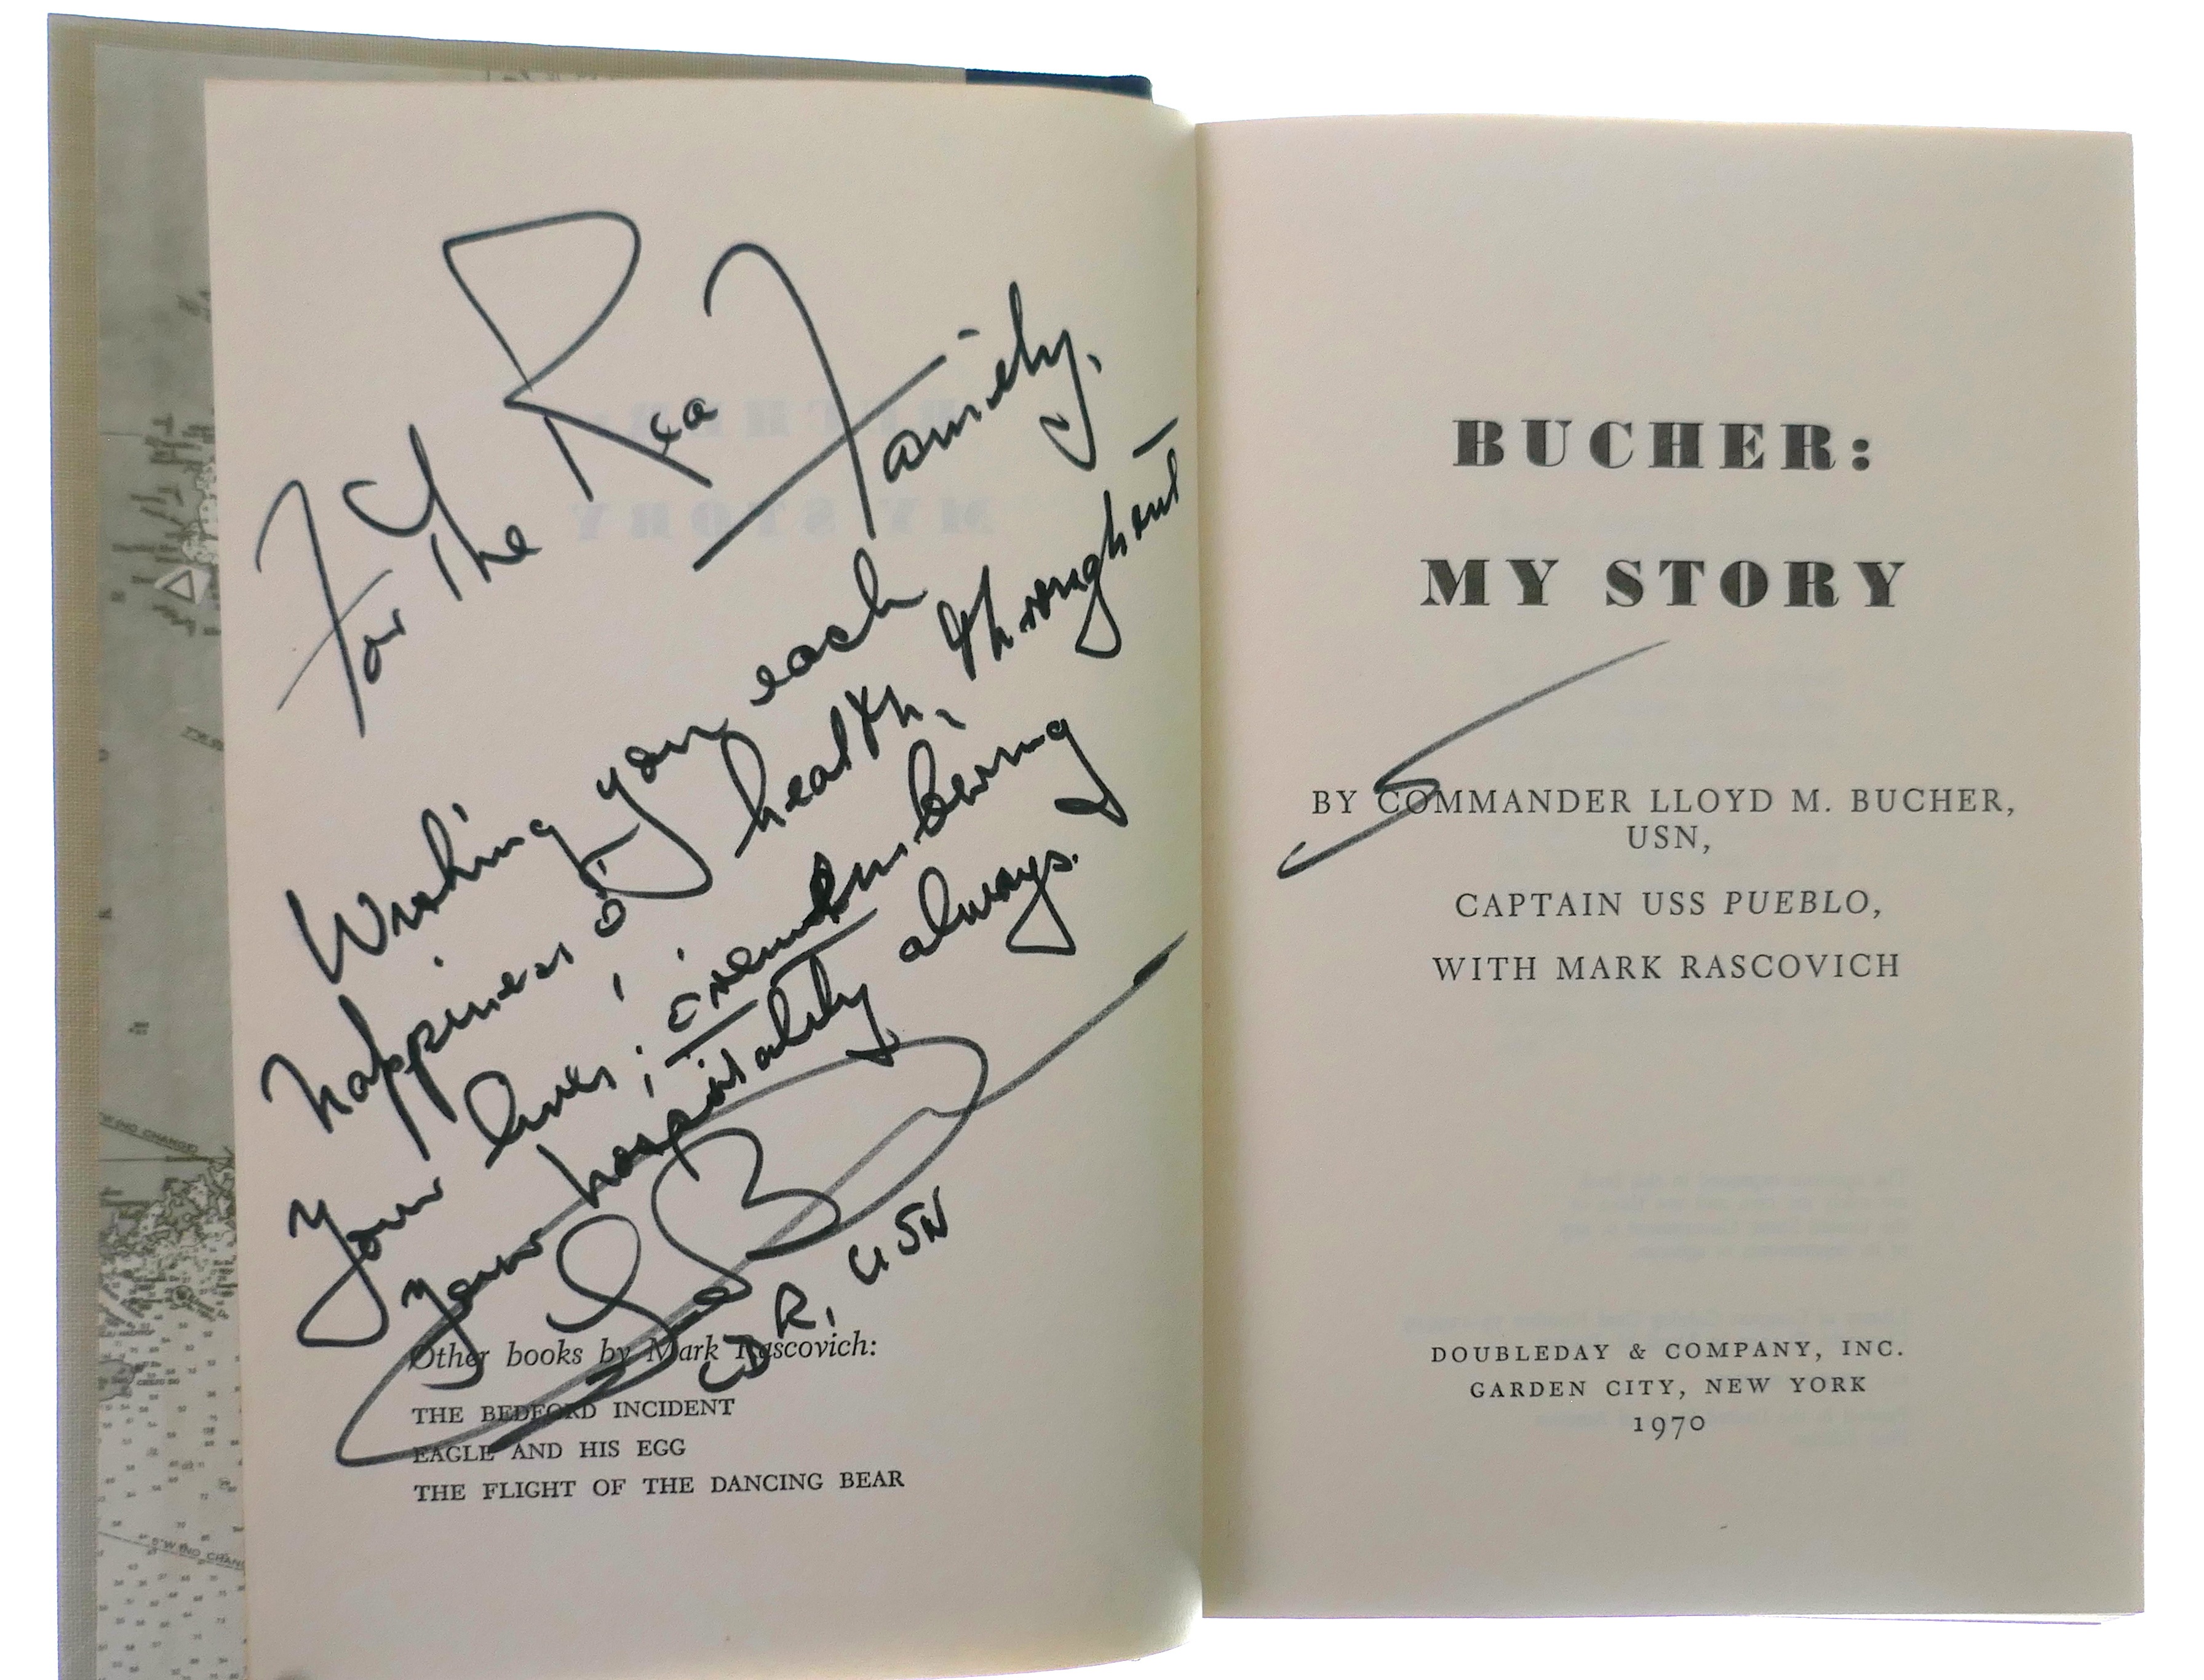 For The Rea Family,
Wishing you each
happiness & health, throughout
your lives; remembering
your hospitality always.
CDR, USN
Other books by Mark Rascovich:
THE BEDFORD INCIDENT
EAGLE AND HIS EGG
THE FLIGHT OF THE DANCING BEAR
BUCHER:
MY STORY
BY COMMANDER LLOYD M. BUCHER,
USN,
CAPTAIN USS PUEBLO,
WITH MARK RASCOVICH
DOUBLEDAY & COMPANY, INC.
GARDEN CITY, NEW YORK
1970